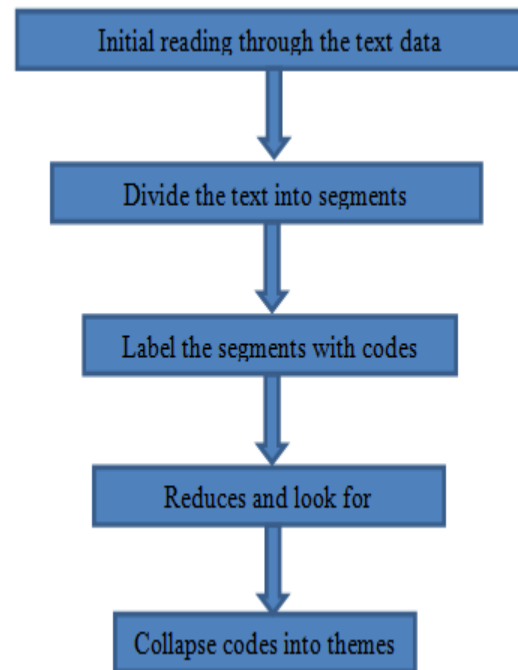 Initial reading through the text data
Divide the text into segments
Label the segments with codes
Reduces and look for
Collapse codes into themes